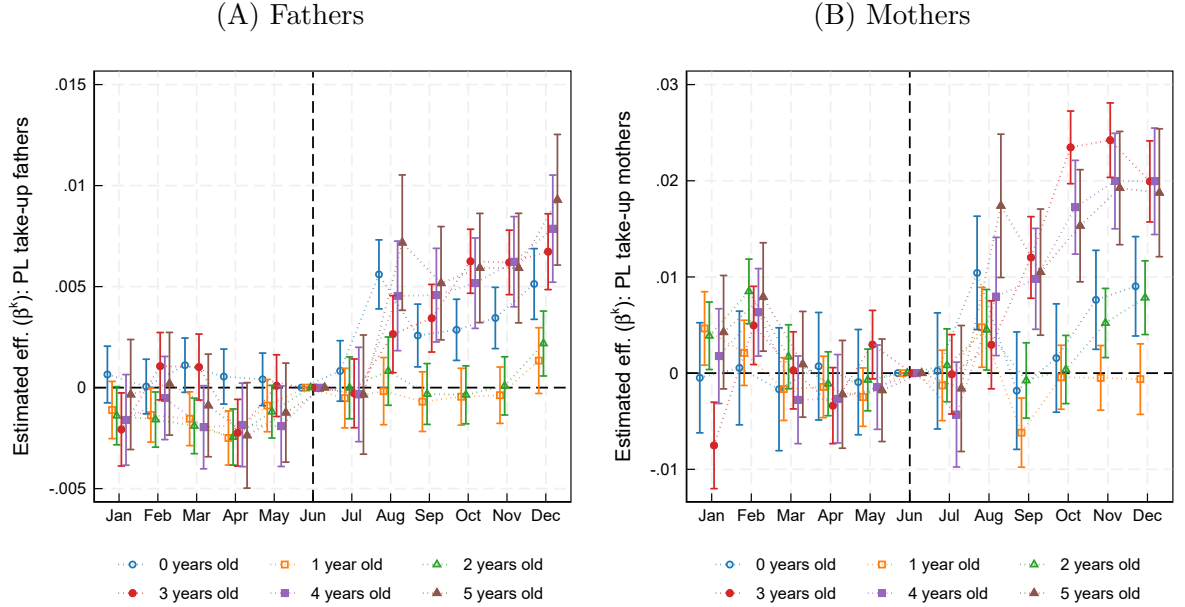 (A) Fathers
Estimated eff. (βᵏ): PL take-up fathers
.015
.01
.005
0
-.005
Jan Feb Mar Apr May Jun Jul Aug Sep Oct Nov Dec
0 years old 1 year old 2 years old
3 years old 4 years old 5 years old
(B) Mothers
Estimated eff. (βᵏ): PL take-up mothers
.03
.02
.01
0
-.01
Jan Feb Mar Apr May Jun Jul Aug Sep Oct Nov Dec
0 years old 1 year old 2 years old
3 years old 4 years old 5 years old